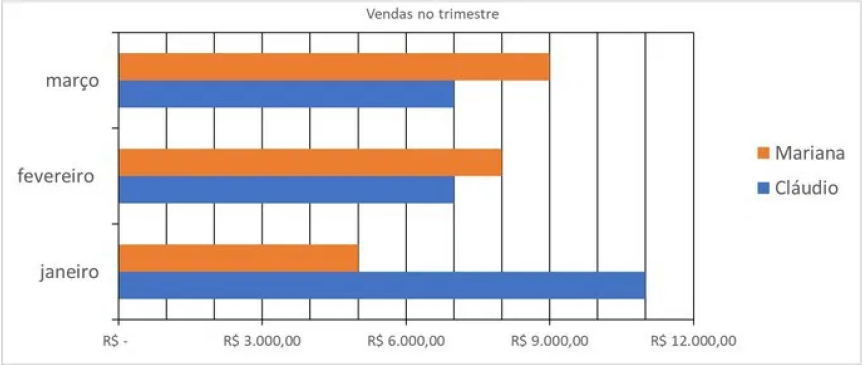 Vendas no trimestre
março
fevereiro
janeiro
R$ -
R$ 3.000,00
R$ 6.000,00
R$ 9.000,00
R$ 12.000,00
Mariana
Cláudio